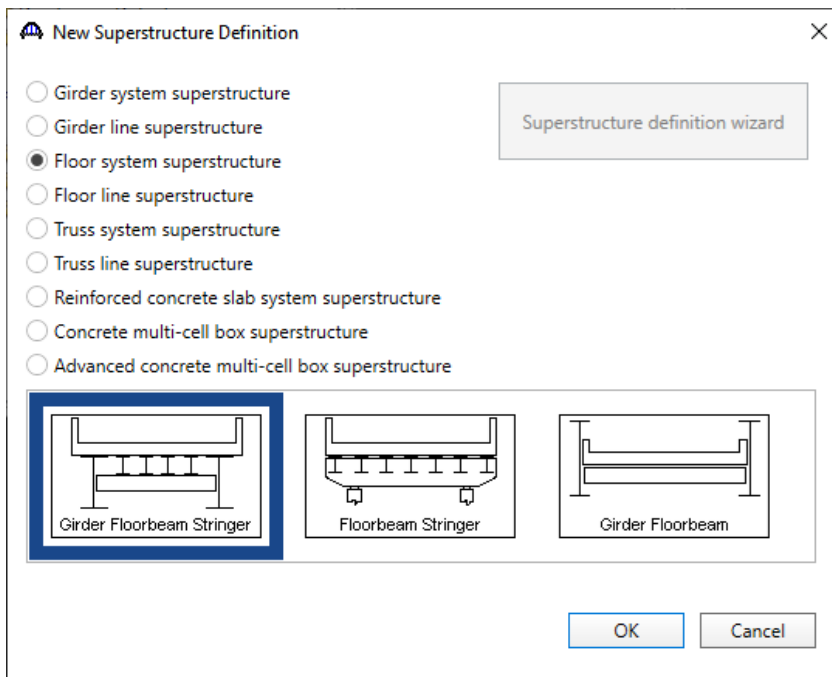 New Superstructure Definition
Girder system superstructure
Girder line superstructure
Floor system superstructure
Floor line superstructure
Truss system superstructure
Truss line superstructure
Reinforced concrete slab system superstructure
Concrete multi-cell box superstructure
Advanced concrete multi-cell box superstructure
Superstructure definition wizard
Girder Floorbeam Stringer
Floorbeam Stringer
Girder Floorbeam
OK
Cancel